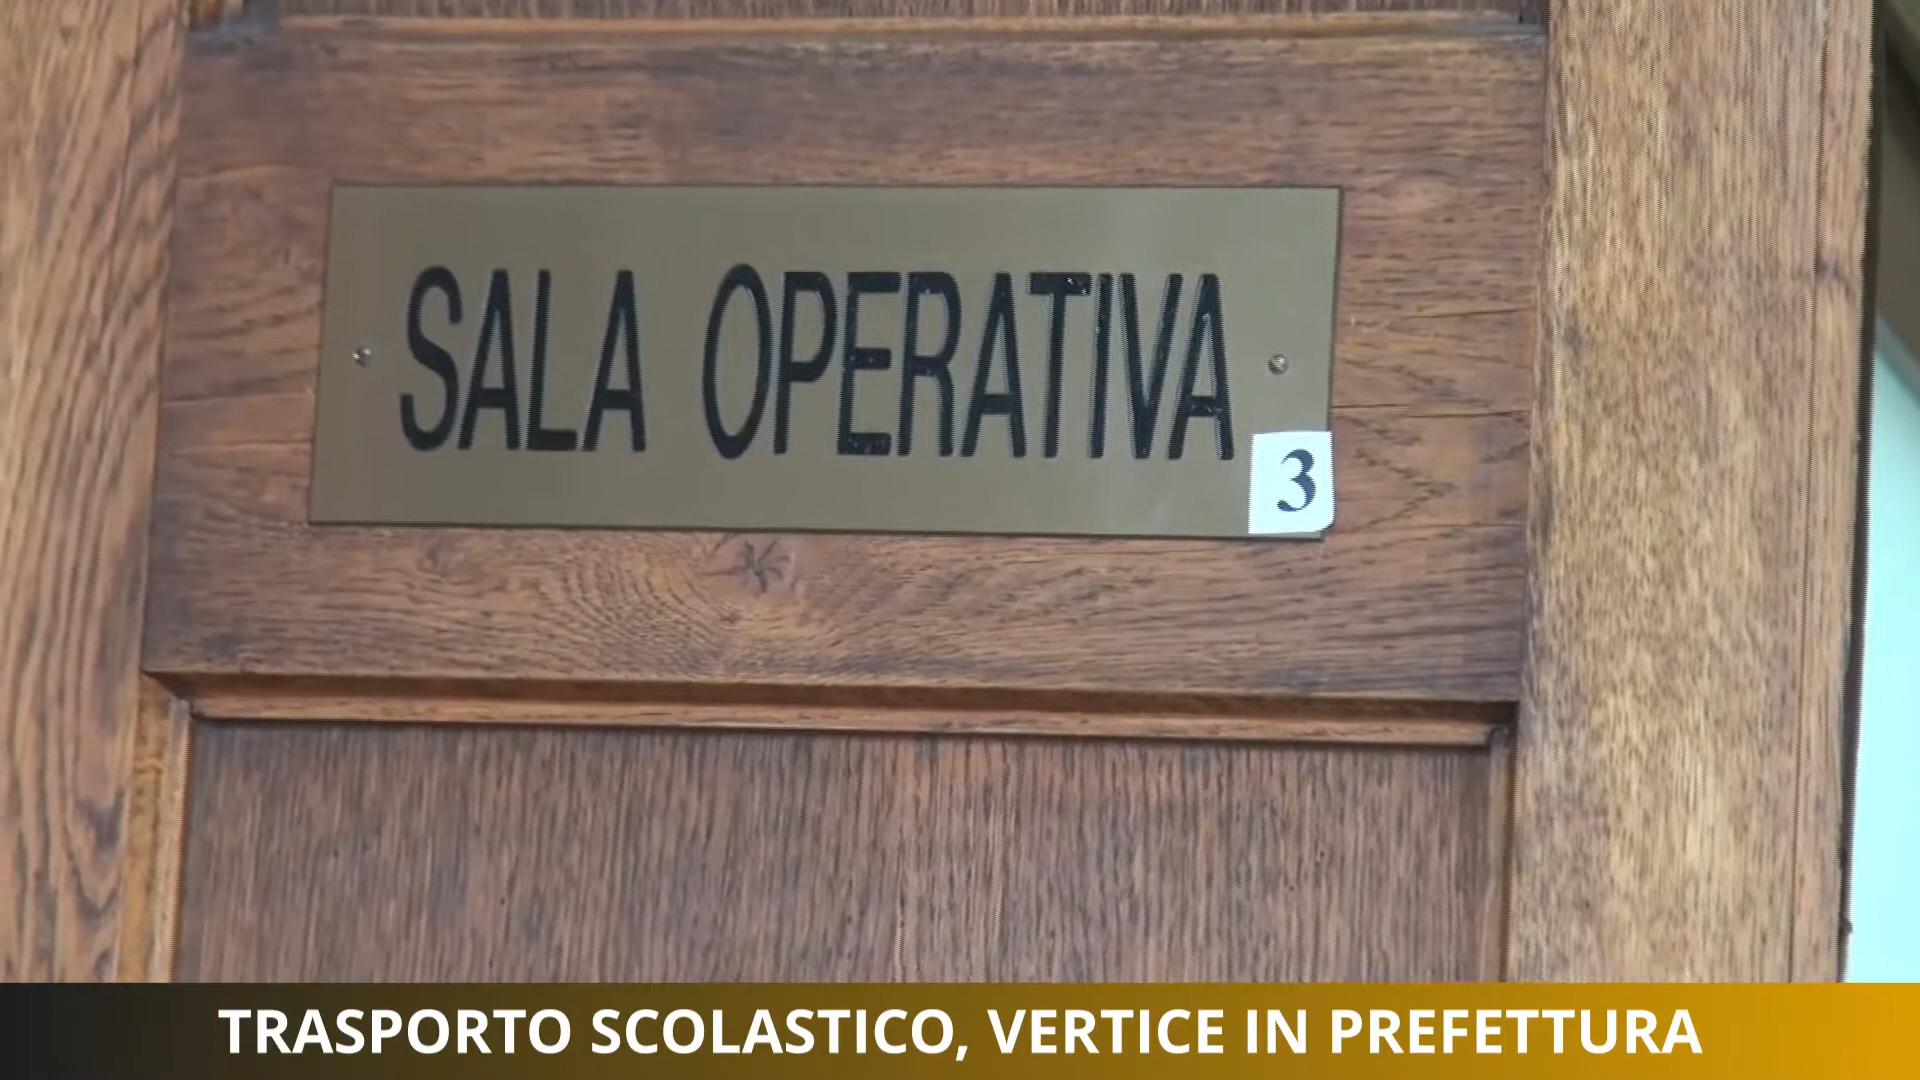 SALA OPERATIVA
3
TRASPORTO SCOLASTICO, VERTICE IN PREFETTURA